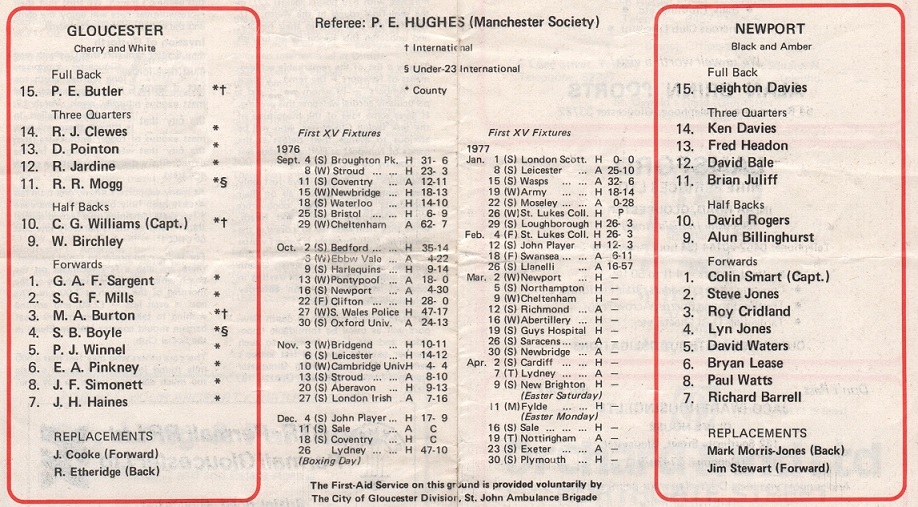 GLOUCESTER
Cherry and White
Full Back
15. P. E. Butler *†
Three Quarters
14. R. J. Clewes *
13. D. Pointon *
12. R. Jardine *
11. R. R. Mogg *§
Half Backs
10. C. G. Williams (Capt.) *†
9. W. Birchley
Forwards
1. G. A. F. Sargent *
2. S. G. F. Mills *
3. M. A. Burton *†
4. S. B. Boyle *§
5. P. J. Winnel *
6. E. A. Pinkney *
8. J. F. Simonett *
7. J. H. Haines *
REPLACEMENTS
J. Cooke (Forward)
R. Etheridge (Back)
Referee: P. E. HUGHES (Manchester Society)
† International
§ Under-23 International
* County
First XV Fixtures
1976
Sept. 4 (S) Broughton Pk. H 31- 6
8 (W) Stroud ... ... H 23- 3
11 (S) Coventry ... A 12-11
15 (W)Newbridge ... H 18-13
18 (S) Waterloo ... H 14-10
25 (S) Bristol ... ... H 6- 9
29 (W)Cheltenham A 62- 7
Oct. 2 (S) Bedford ... ... H 35-14
3 (W)Ebbw Vale ... A 4-22
9 (S) Harlequins ... H 9-14
13 (W)Pontypool ... A 18- 0
16 (S) Newport ... A 4-30
22 (F) Clifton ... ... H 28- 0
27 (W)S. Wales Police H 47-17
30 (S) Oxford Univ. A 24-13
Nov. 3 (W)Bridgend ... H 10-11
6 (S) Leicester ... H 14-12
10 (W)Cambridge UnivH 4- 4
13 (S) Stroud ... ... A 8-10
20 (S) Aberavon ... H 9-13
27 (S) London Irish A 7-16
Dec. 4 (S) John Player... H 17- 9
11 (S) Sale ... ... A C
18 (S) Coventry ... H C
26 Lydney ... ... H 47-10
(Boxing Day)
First XV Fixtures
1977
Jan. 1 (S) London Scott. H 0- 0
8 (S) Leicester ... A 25-10
15 (S) Wasps ... ... A 32- 6
19 (W) Army ... ... H 18-14
22 (S) Moseley ... ... A 0-28
26 (W) St. Lukes Coll. H P
29 (S) Loughborough H 26- 3
Feb. 4 (F) St. Lukes Coll. H 26- 3
12 (S) John Player H 12- 3
18 (F) Swansea ... ... A 6-11
26 (S) Llanelli ... A 16-57
Mar. 2 (W) Newport ... H –
5 (S) Northampton H –
9 (W)Cheltenham H –
12 (S) Richmond ... A –
16 (W) Abertillery ... H –
19 (S) Guys Hospital H –
26 (S) Saracens... ... A –
30 (S) Newbridge ... A –
Apr. 2 (S) Cardiff ... ... H –
7 (T) Lydney ... ... A –
9 (S) New Brighton H –
(Easter Saturday)
11 (M)Fylde ... ... H –
(Easter Monday)
16 (S) Sale ... ... H –
19 (T) Nottingham A –
23 (S) Exeter ... A –
30 (S) Plymouth ... H –
The First-Aid Service on this ground is provided voluntarily by
The City of Gloucester Division, St. John Ambulance Brigade
NEWPORT
Black and Amber
Full Back
15. Leighton Davies
Three Quarters
14. Ken Davies
13. Fred Headon
12. David Bale
11. Brian Juliff
Half Backs
10. David Rogers
9. Alun Billinghurst
Forwards
1. Colin Smart (Capt.)
2. Steve Jones
3. Roy Cridland
4. Lyn Jones
5. David Waters
6. Bryan Lease
8. Paul Watts
7. Richard Barrell
REPLACEMENTS
Mark Morris-Jones (Back)
Jim Stewart (Forward)